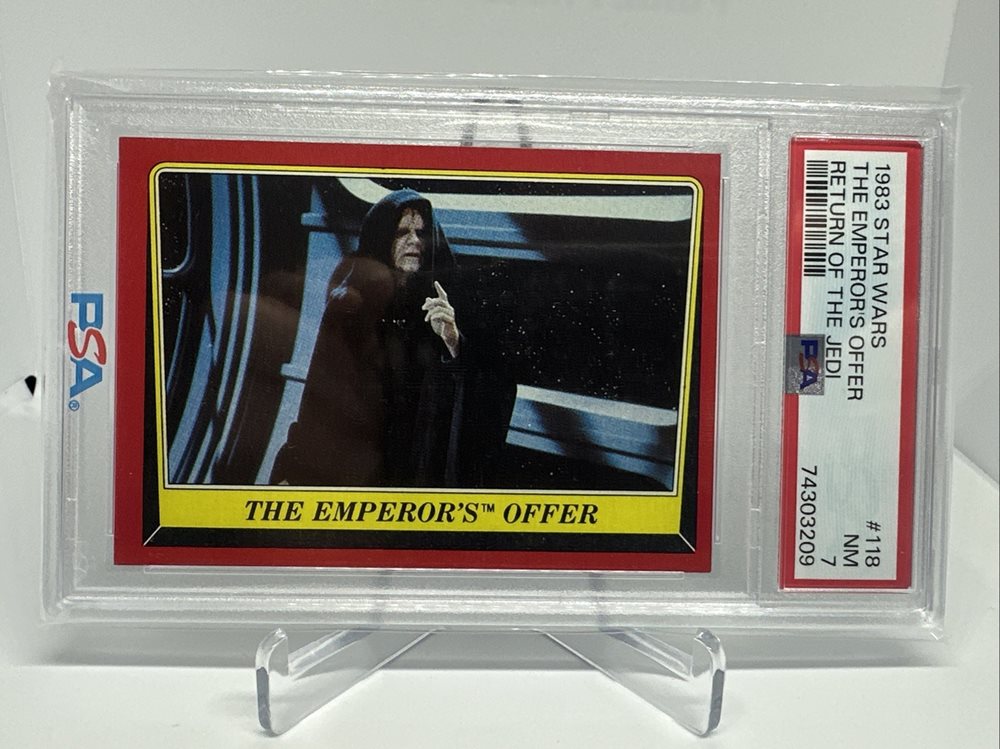 THE EMPEROR'S™ OFFER
PSA®
1983 STAR WARS #118
THE EMPEROR'S OFFER NM
RETURN OF THE JEDI 7
PSA
74303209